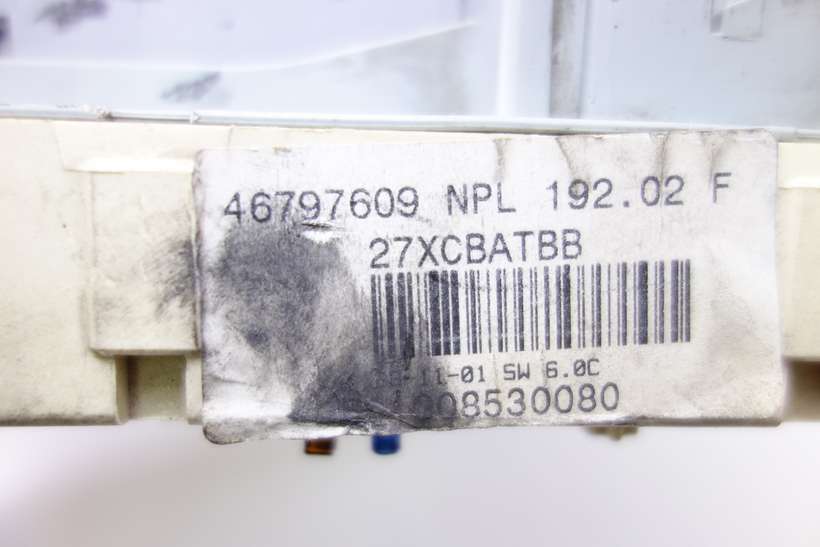 46797609 NPL 192.02 F
27XCBATBB
-11-01 SW 6.0C
008530080